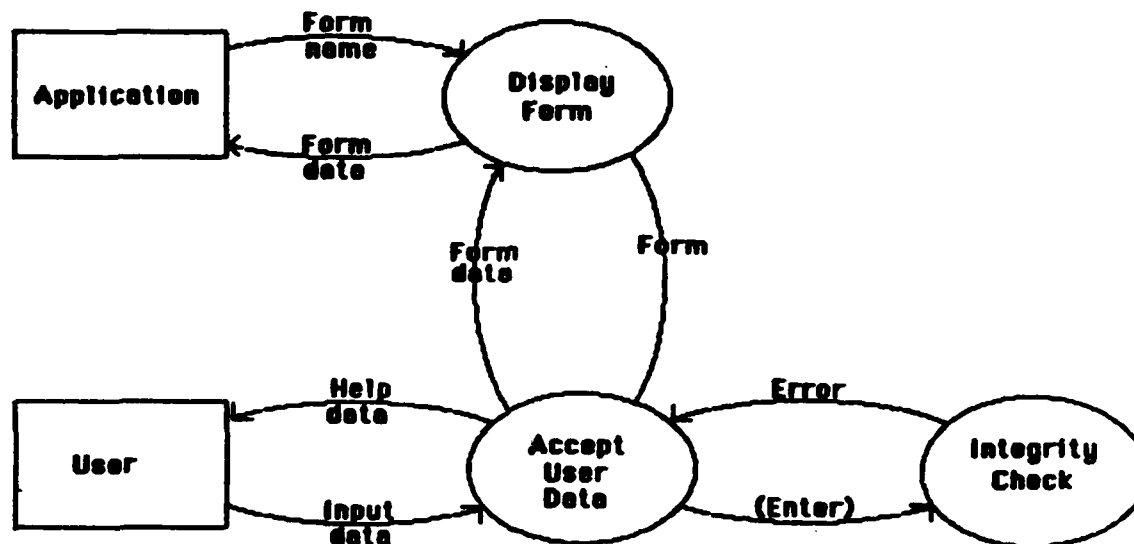 Form
name
Application
Display
Form
Form
data
Form
data
Form
Help
data
Error
User
Accept
User
Data
Integrity
Check
Input
data
(Enter)